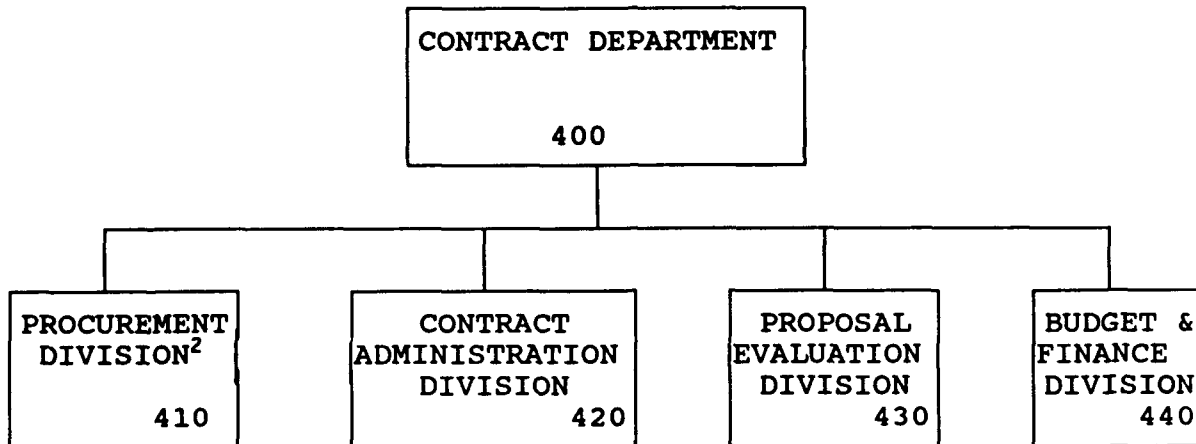 CONTRACT DEPARTMENT
400
PROCUREMENT
DIVISION²
410
CONTRACT
ADMINISTRATION
DIVISION
420
PROPOSAL
EVALUATION
DIVISION
430
BUDGET &
FINANCE
DIVISION
440